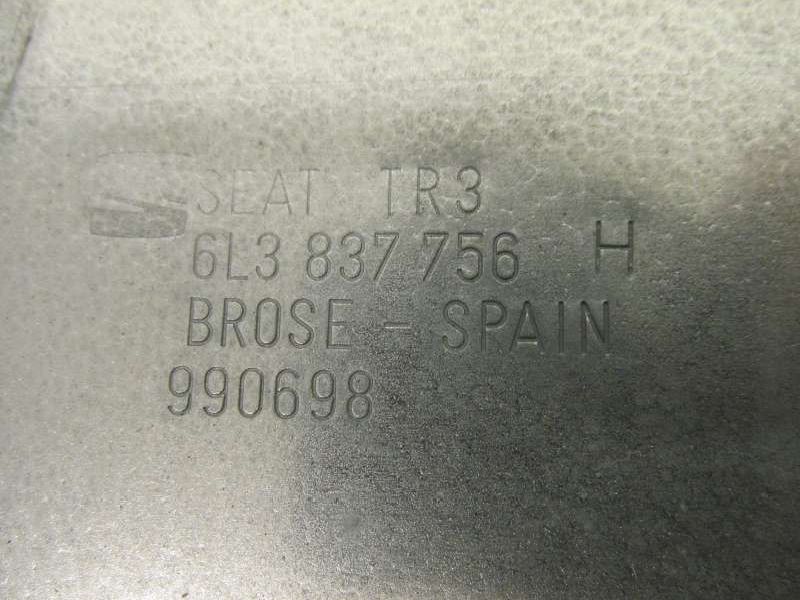 SEAT TR3
6L3 837 756 H
BROSE - SPAIN
990698